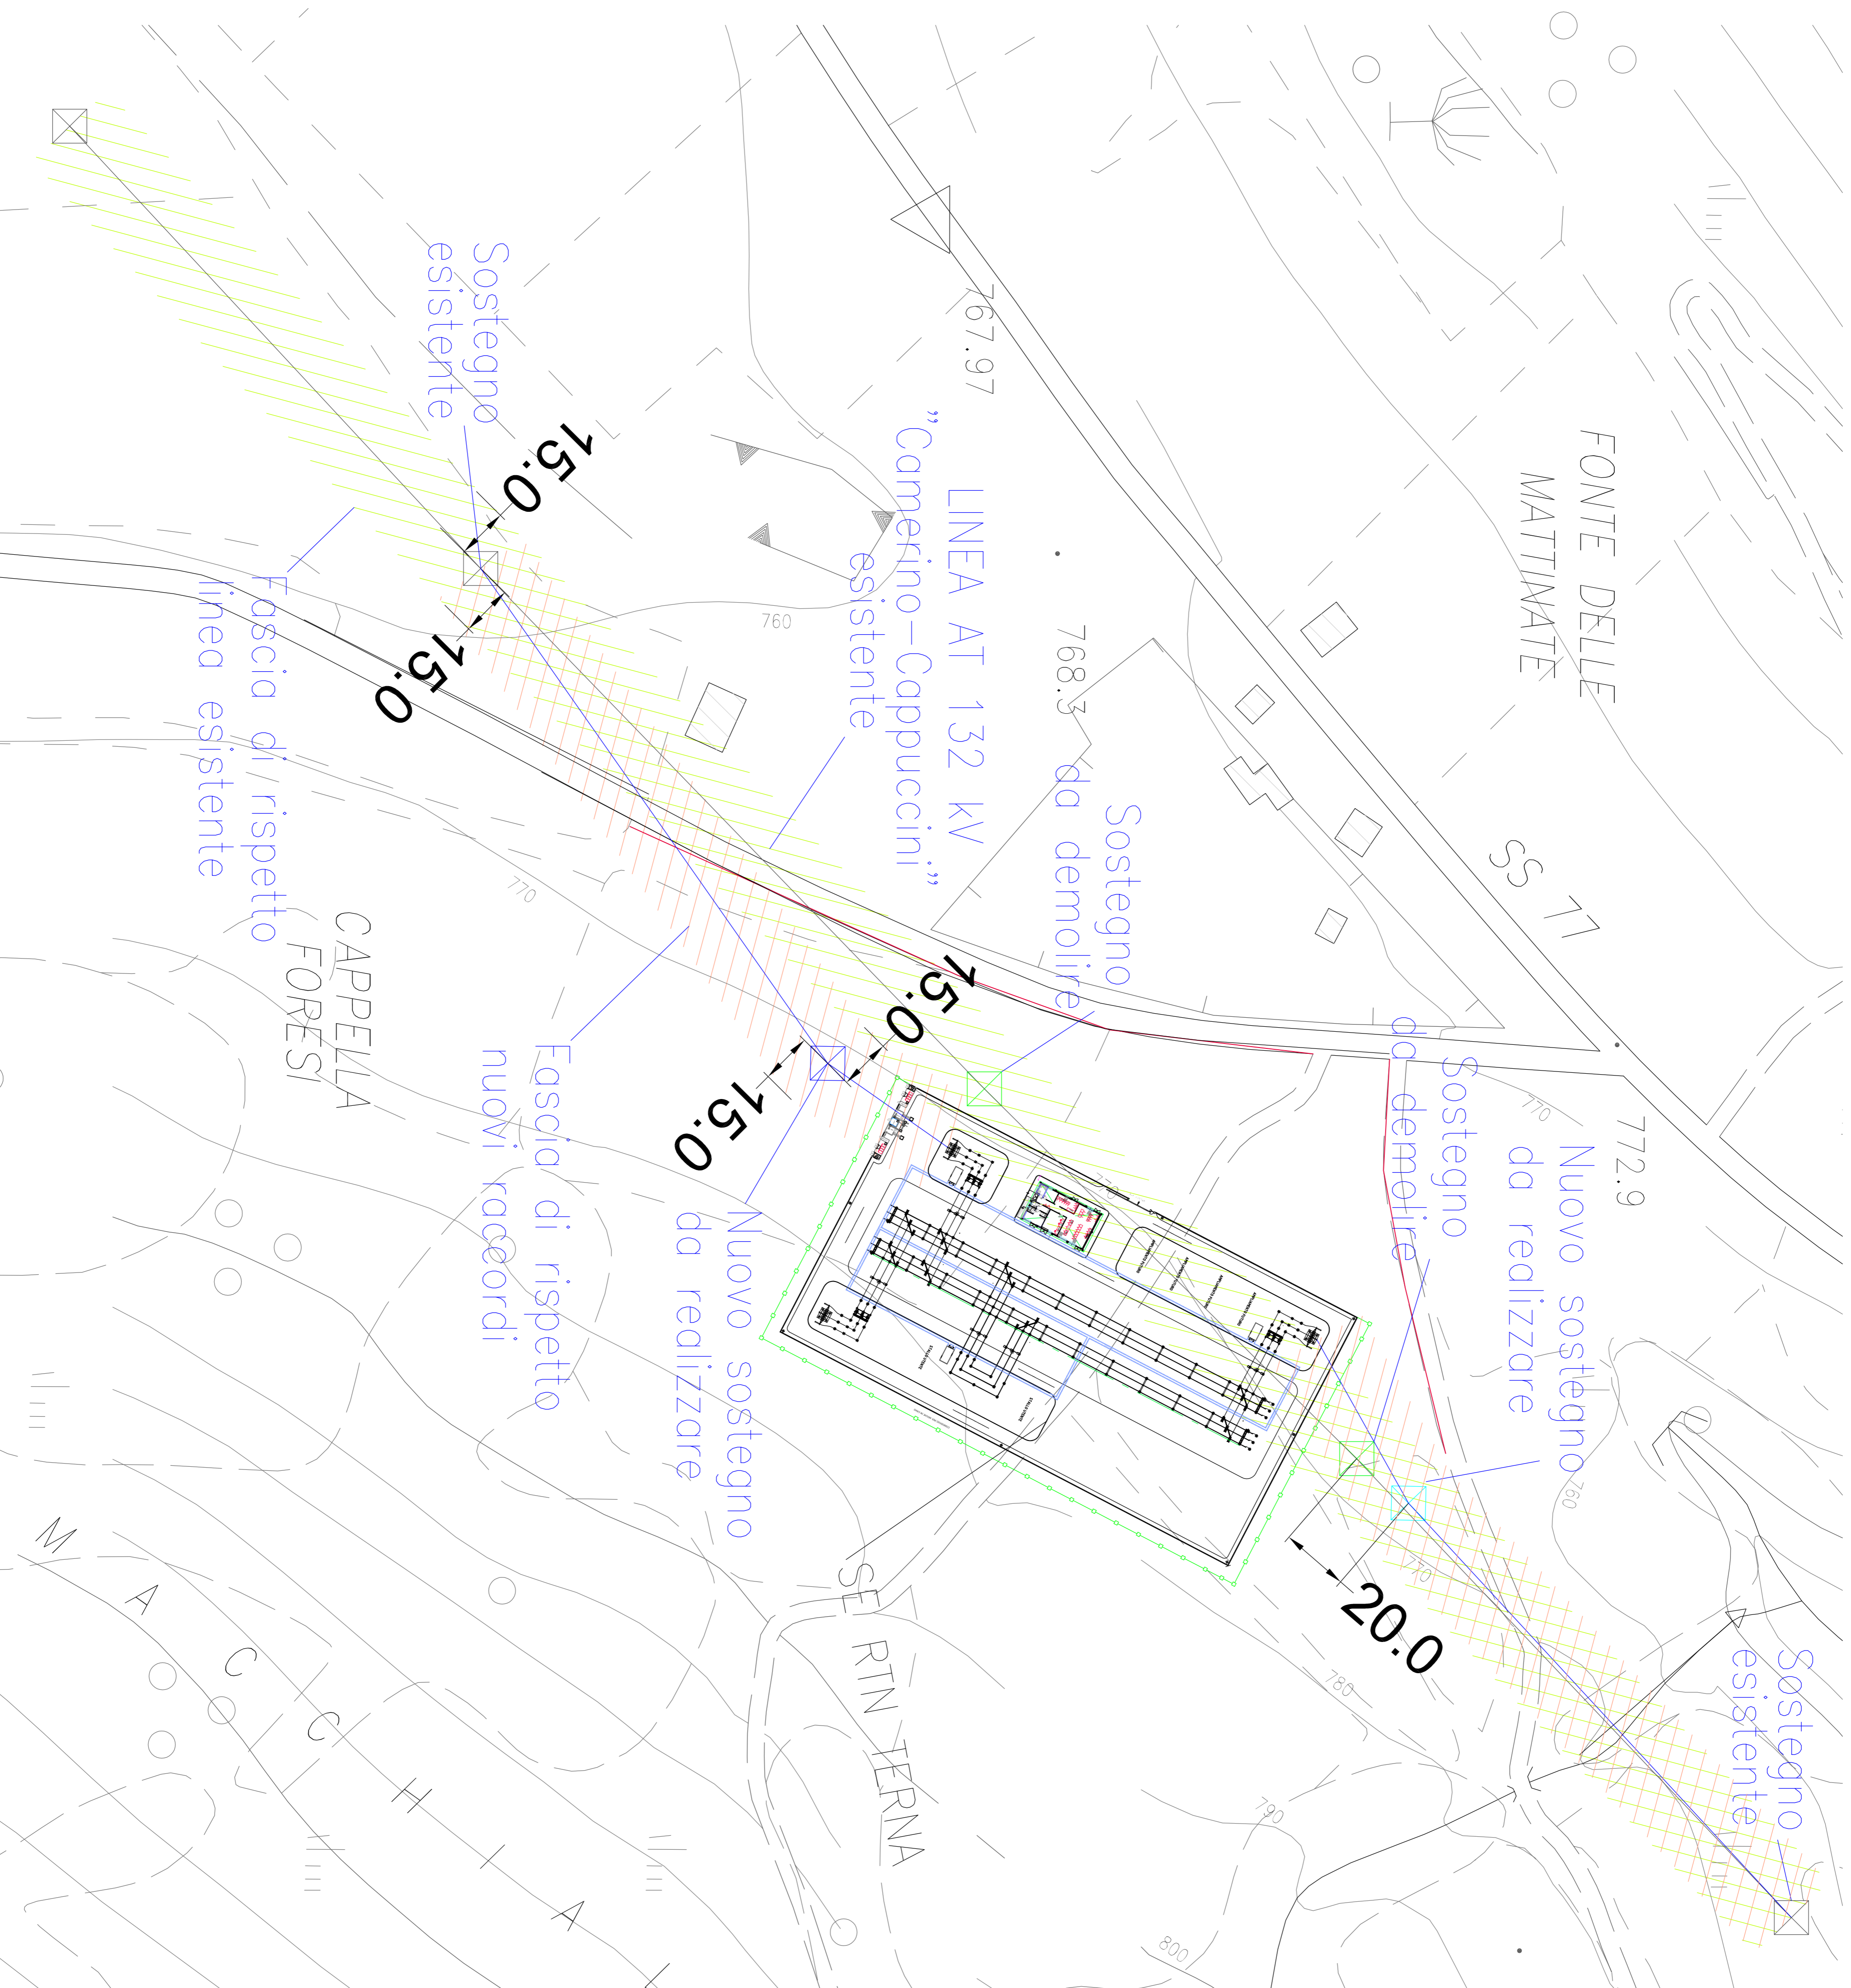 FONTE DELLE
MATTINATE
767.97
Sostegno
esistente
15.0
15.0
LINEA AT 132 kV
"Camerino-Cappuccini"
esistente
760
768.3
Sostegno
da demolire
SS 77
Fascia di rispetto
linea esistente
770
CAPPELLA
FORESI
15.0
15.0
Fascia di rispetto
nuovi raccordi
Sostegno
da demolire
770
772.9
Nuovo sostegno
da realizzare
Nuovo sostegno
da realizzare
760
770
20.0
780
SE RTN TERNA
Sostegno
esistente
790
800
M A C C H I A